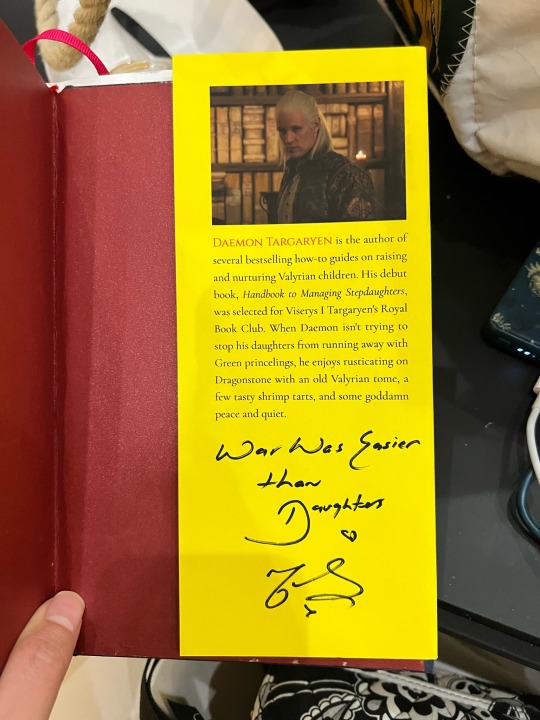 DAEMON TARGARYEN is the author of
several bestselling how-to guides on raising
and nurturing Valyrian children. His debut
book, Handbook to Managing Stepdaughters,
was selected for Viserys I Targaryen's Royal
Book Club. When Daemon isn't trying to
stop his daughters from running away with
Green princelings, he enjoys rusticating on
Dragonstone with an old Valyrian tome, a
few tasty shrimp tarts, and some goddamn
peace and quiet.
War Was Easier
than
Daughters